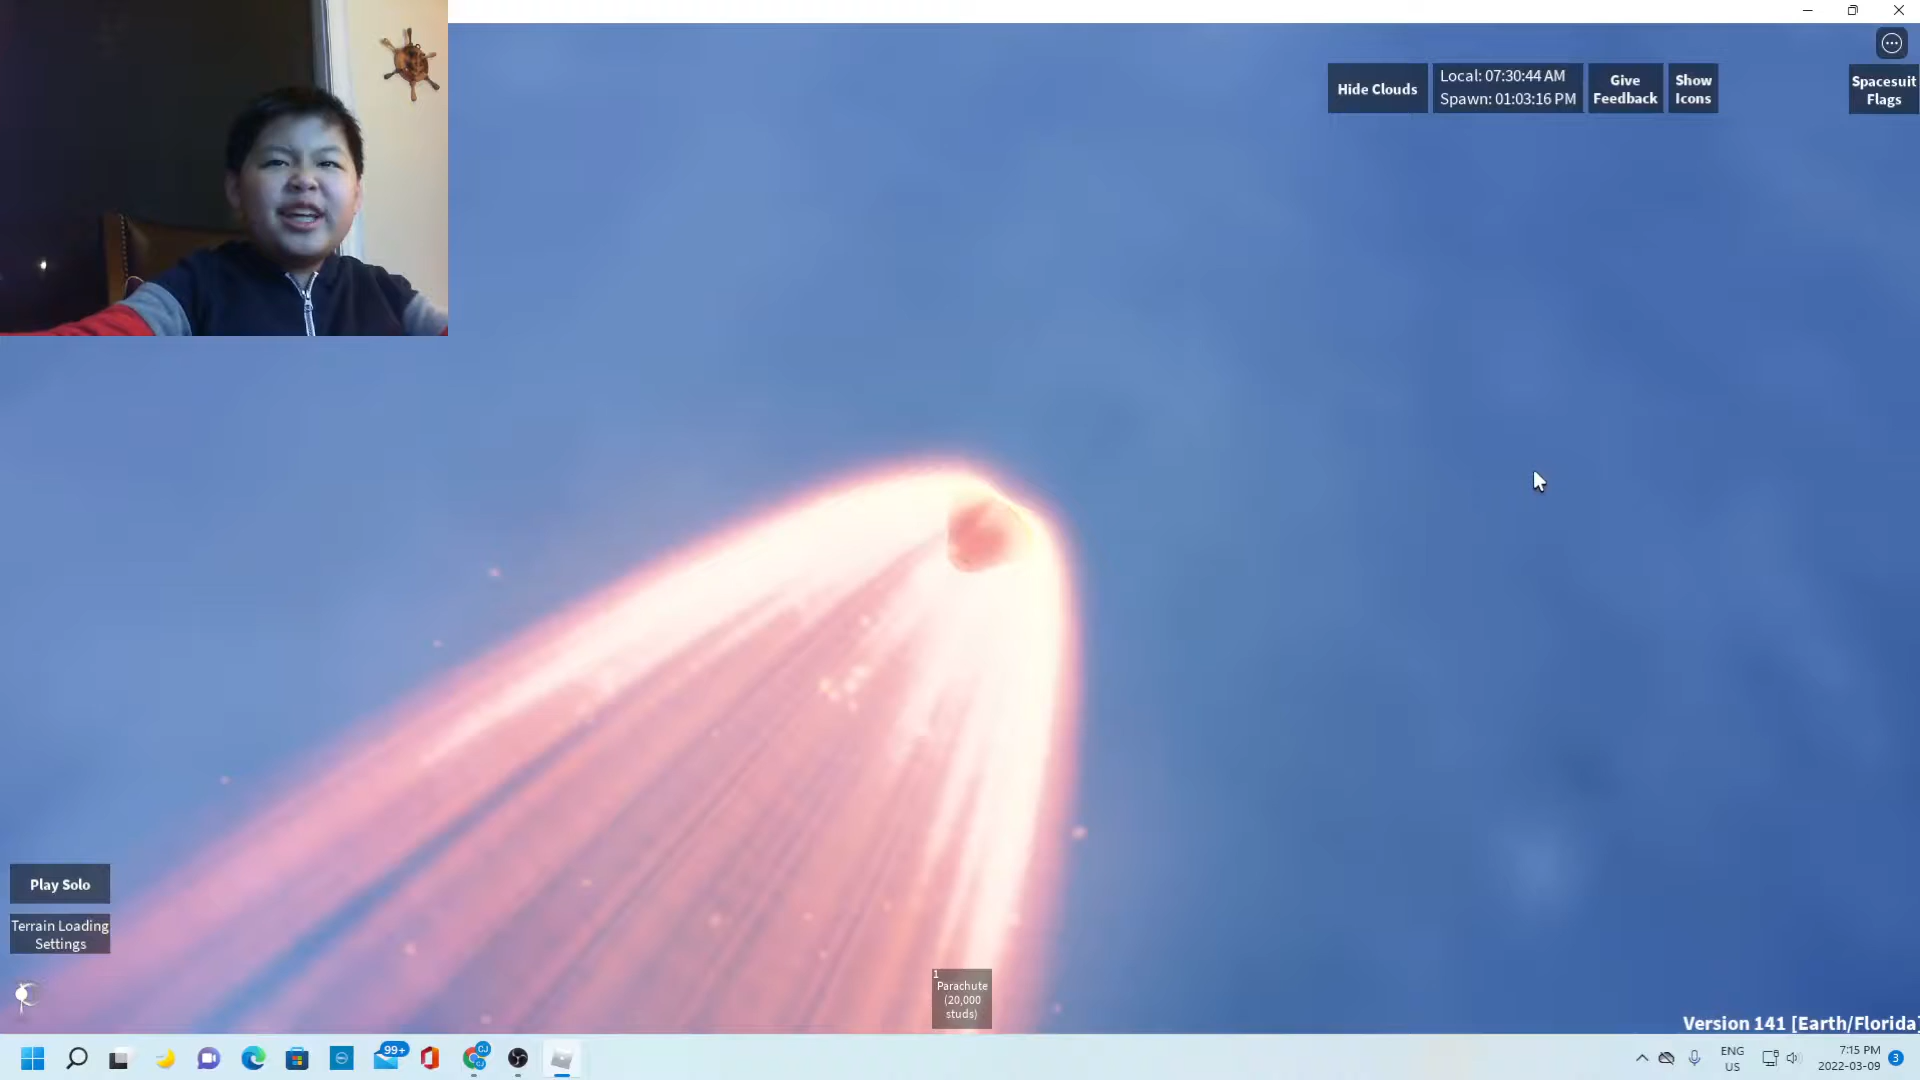 Hide Clouds
Local: 07:30:44 AM
Spawn: 01:03:16 PM
Give
Feedback
Show
Icons
Spacesuit
Flags
Play Solo
Terrain Loading
Settings
1
Parachute
(20,000
studs)
Version 141 [Earth/Florida]
99+
CJ
CJ
ENG
US
7:15 PM
2022-03-09
3